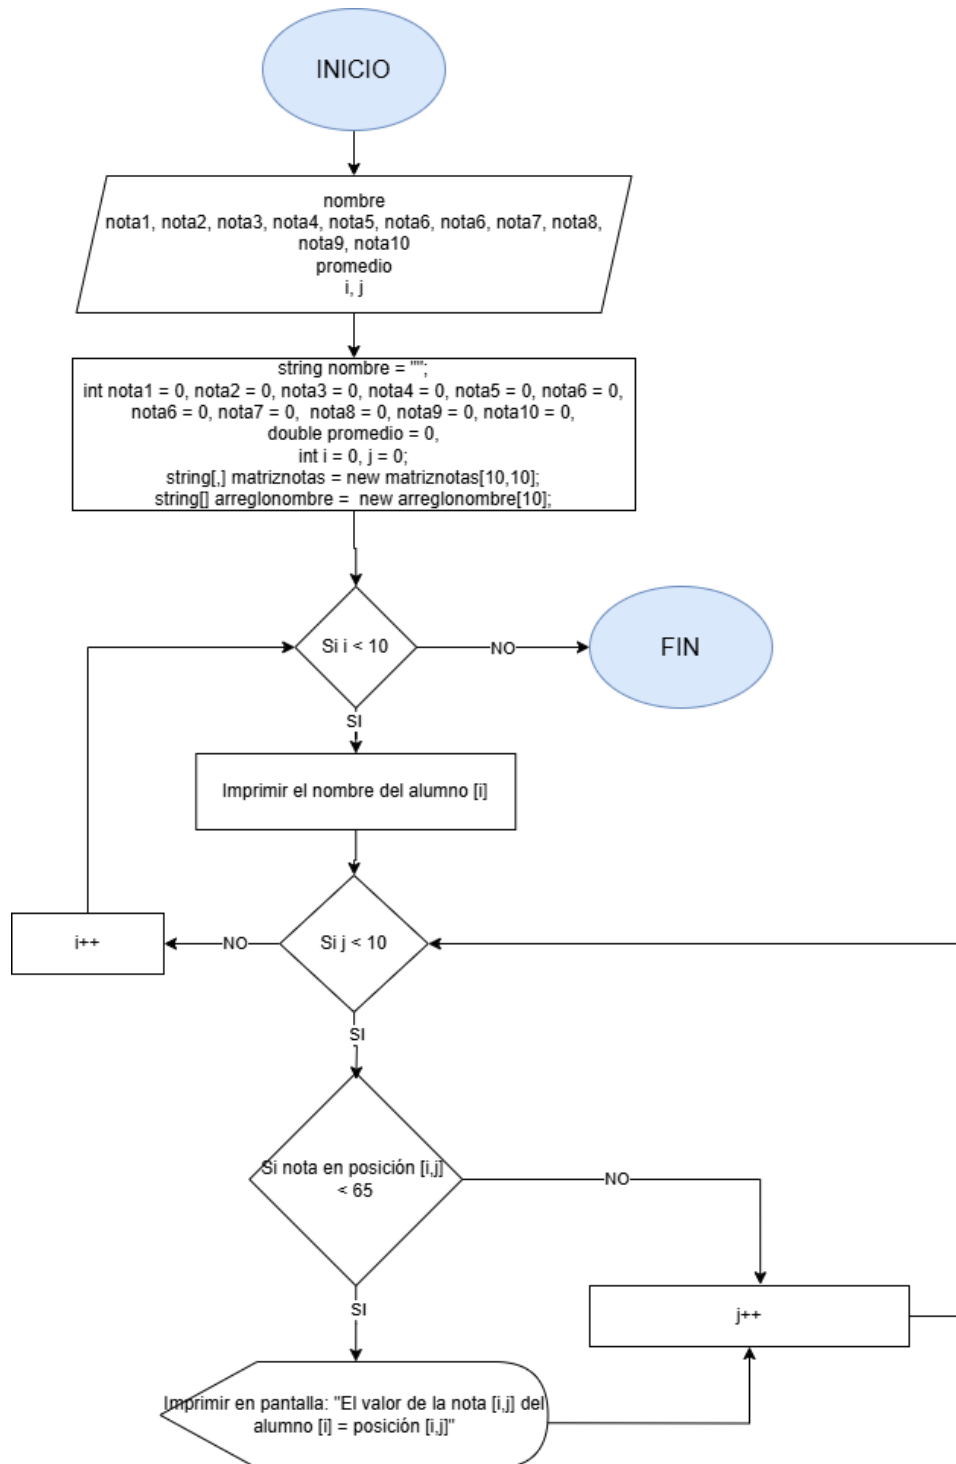 INICIO
nombre
nota1, nota2, nota3, nota4, nota5, nota6, nota6, nota7, nota8,
nota9, nota10
promedio
i, j
string nombre = "";
int nota1 = 0, nota2 = 0, nota3 = 0, nota4 = 0, nota5 = 0, nota6 = 0,
nota6 = 0, nota7 = 0, nota8 = 0, nota9 = 0, nota10 = 0,
double promedio = 0,
int i = 0, j = 0;
string[,] matriznotas = new matriznotas[10,10];
string[] arreglonombre = new arreglonombre[10];
Si i < 10
NO
FIN
SI
Imprimir el nombre del alumno [i]
Si j < 10
NO
i++
SI
Si nota en posición [i,j]
< 65
NO
SI
j++
Imprimir en pantalla: "El valor de la nota [i,j] del
alumno [i] = posición [i,j]"